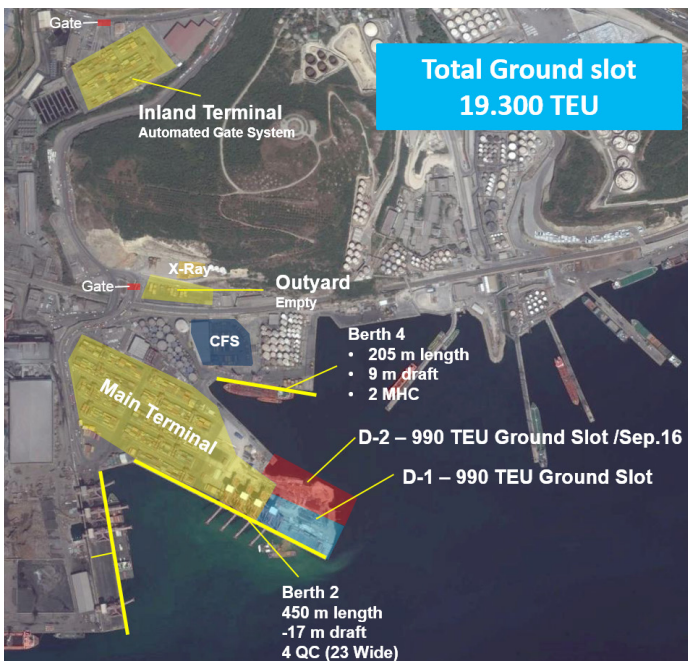 Gate
Total Ground slot
19.300 TEU
Inland Terminal
Automated Gate System
X-Ray
Gate
Outyard
Empty
CFS
Berth 4
• 205 m length
• 9 m draft
• 2 MHC
Main Terminal
D-2 – 990 TEU Ground Slot /Sep.16
D-1 – 990 TEU Ground Slot
Berth 2
450 m length
-17 m draft
4 QC (23 Wide)